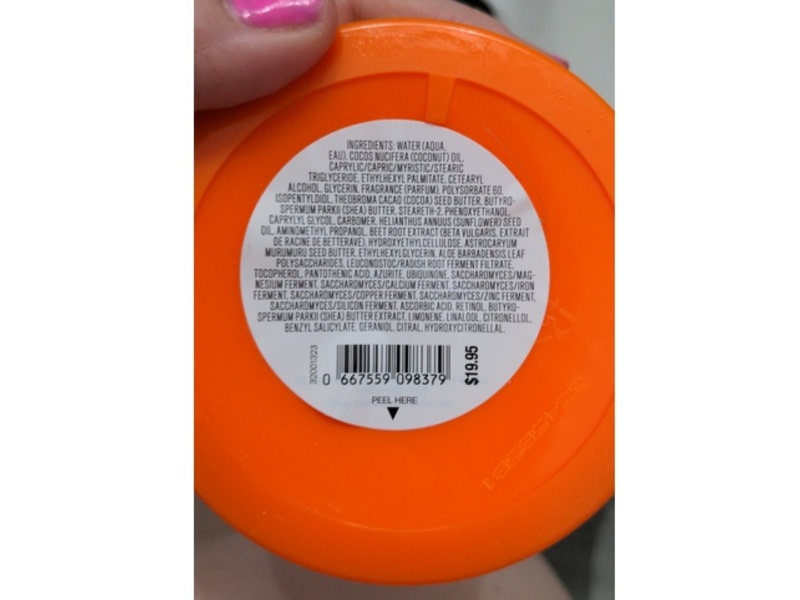 INGREDIENTS: WATER (AQUA,
EAU), COCOS NUCIFERA (COCONUT) OIL,
CAPRYLIC/CAPRIC/MYRISTIC/STEARIC
TRIGLYCERIDE, ETHYLHEXYL PALMITATE, CETEARYL
ALCOHOL, GLYCERIN, FRAGRANCE (PARFUM), POLYSORBATE 60,
ISOPENTYLDIOL, THEOBROMA CACAO (COCOA) SEED BUTTER, BUTYRO-
SPERMUM PARKII (SHEA) BUTTER, STEARETH-2, PHENOXYETHANOL,
CAPRYLYL GLYCOL, CARBOMER, HELIANTHUS ANNUUS (SUNFLOWER) SEED
OIL, AMINOMETHYL PROPANOL, BEET ROOT EXTRACT (BETA VULGARIS, EXTRAIT
DE RACINE DE BETTERAVE), HYDROXYETHYLCELLULOSE, ASTROCARYUM
MURUMURU SEED BUTTER, ETHYLHEXYLGLYCERIN, ALOE BARBADENSIS LEAF
POLYSACCHARIDES, LEUCONOSTOC/RADISH ROOT FERMENT FILTRATE,
TOCOPHEROL, PANTOTHENIC ACID, AZURITE, UBIQUINONE, SACCHAROMYCES/MAG-
NESIUM FERMENT, SACCHAROMYCES/CALCIUM FERMENT, SACCHAROMYCES/IRON
FERMENT, SACCHAROMYCES/COPPER FERMENT, SACCHAROMYCES/ZINC FERMENT,
SACCHAROMYCES/SILICON FERMENT, ASCORBIC ACID, RETINOL, BUTYRO-
SPERMUM PARKII (SHEA) BUTTER EXTRACT, LIMONENE, LINALOOL, CITRONELLOL,
BENZYL SALICYLATE, GERANIOL, CITRAL, HYDROXYCITRONELLAL.
32001323
0 667559 098379
$19.95
PEEL HERE